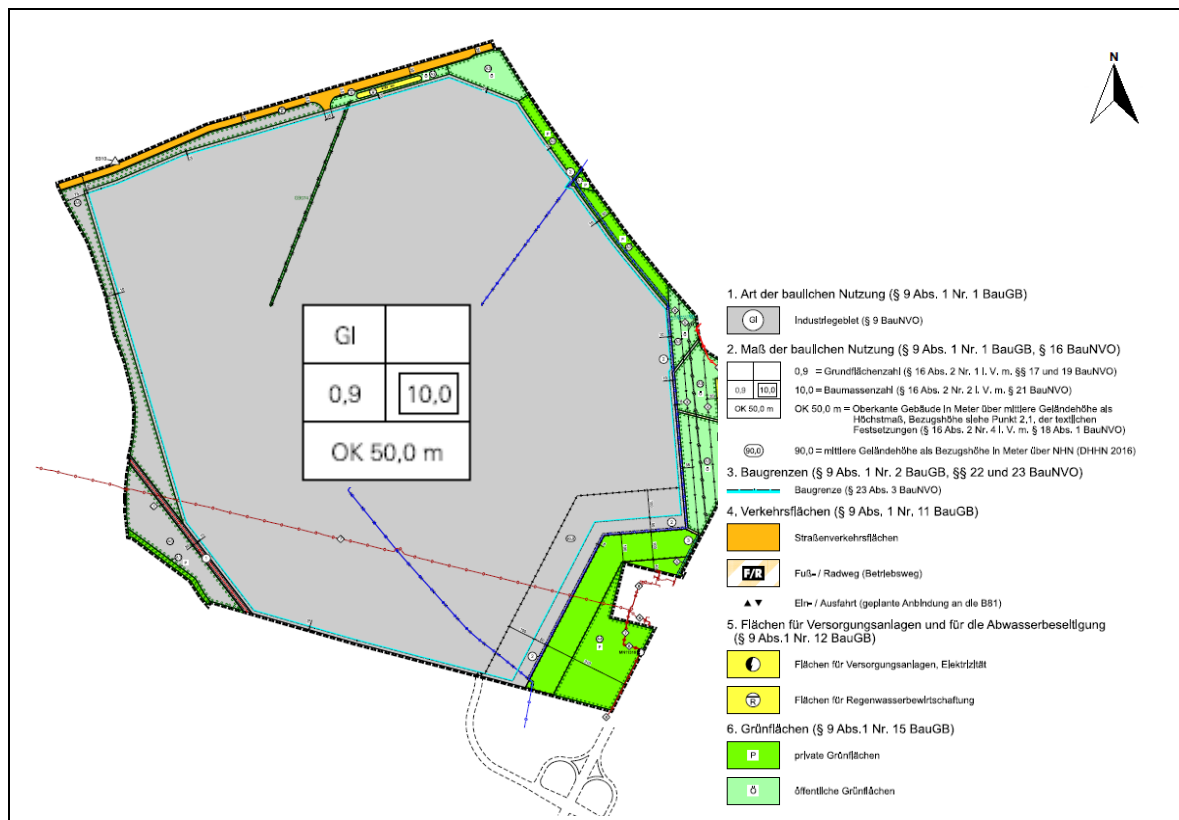 N
GI
0,9
10,0
OK 50,0 m
1. Art der baulichen Nutzung (§ 9 Abs. 1 Nr. 1 BauGB)
GI
Industriegebiet (§ 9 BauNVO)
2. Maß der baulichen Nutzung (§ 9 Abs. 1 Nr. 1 BauGB, § 16 BauNVO)
0,9 = Grundflächenzahl (§ 16 Abs. 2 Nr. 1 I. V. m. §§ 17 und 19 BauNVO)
0,9 10,0
10,0 = Baumassenzahl (§ 16 Abs. 2 Nr. 2 I. V. m. § 21 BauNVO)
OK 50,0 m
OK 50,0 m = Oberkante Gebäude in Meter über mittlere Geländehöhe als
Höchstmaß, Bezugshöhe siehe Punkt 2.1, der textlichen
Festsetzungen (§ 16 Abs. 2 Nr. 4 I. V. m. § 18 Abs. 1 BauNVO)
90,0
90,0 = mittlere Geländehöhe als Bezugshöhe in Meter über NHN (DHHN 2016)
3. Baugrenzen (§ 9 Abs. 1 Nr. 2 BauGB, §§ 22 und 23 BauNVO)
Baugrenze (§ 23 Abs. 3 BauNVO)
4. Verkehrsflächen (§ 9 Abs. 1 Nr. 11 BauGB)
Straßenverkehrsflächen
F/R
Fuß- / Radweg (Betriebsweg)
Ein- / Ausfahrt (geplante Anbindung an die B81)
5. Flächen für Versorgungsanlagen und für die Abwasserbeseitigung
(§ 9 Abs.1 Nr. 12 BauGB)
Flächen für Versorgungsanlagen, Elektrizität
R
Flächen für Regenwasserbewirtschaftung
6. Grünflächen (§ 9 Abs.1 Nr. 15 BauGB)
P
private Grünflächen
Ö
öffentliche Grünflächen